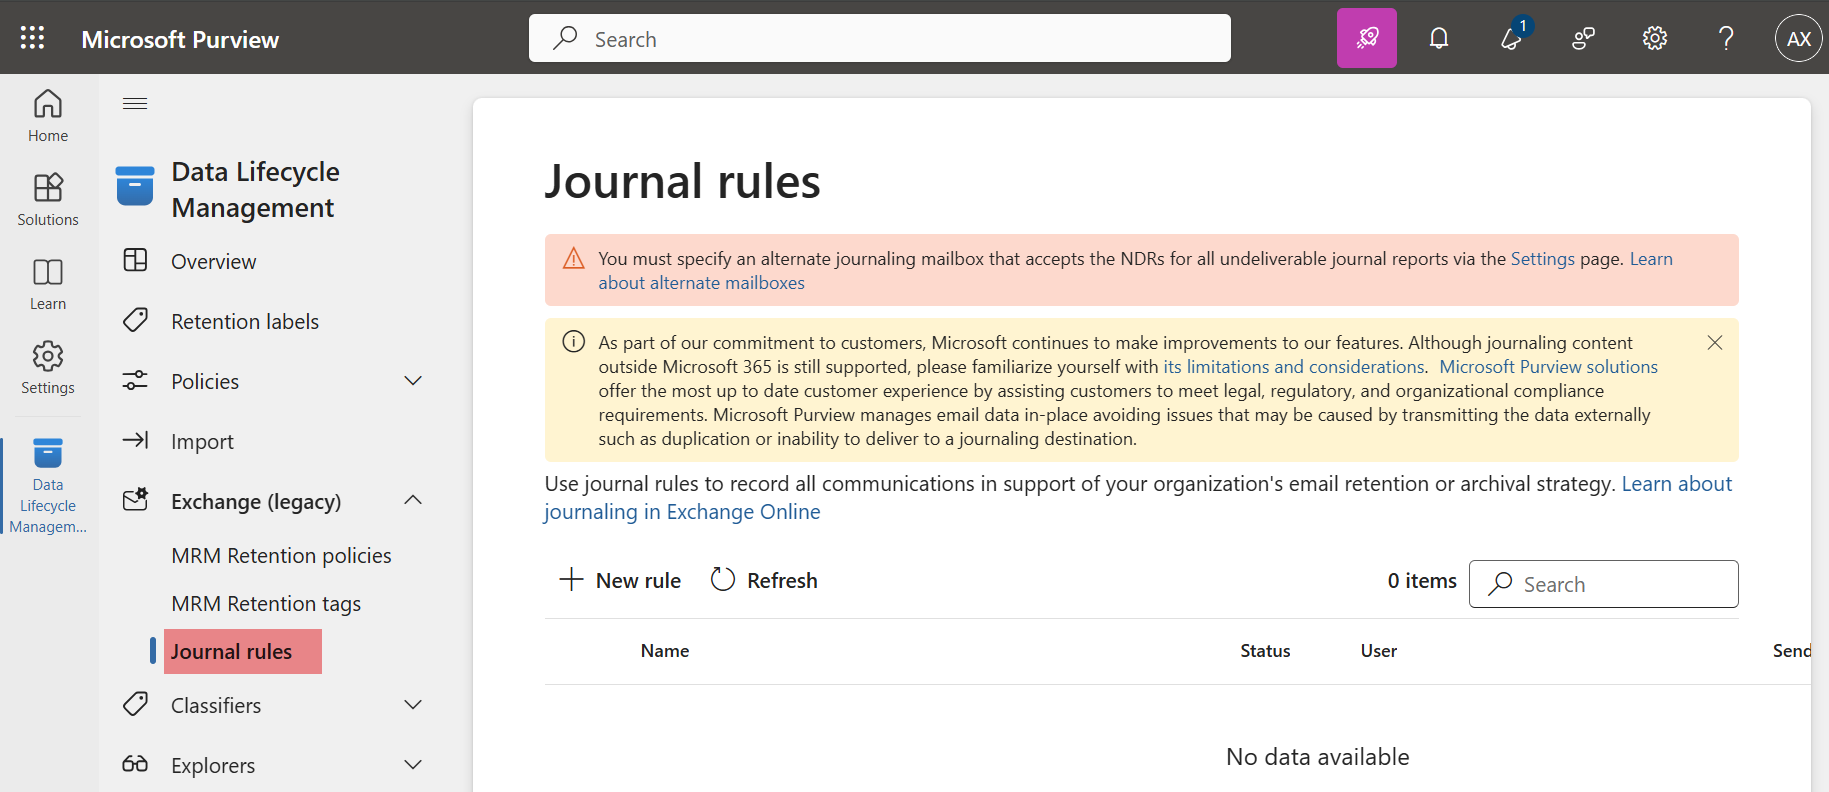 Microsoft Purview
Search
1
AX
Home
Solutions
Learn
Settings
Data
Lifecycle
Managem...
Data Lifecycle
Management
Overview
Retention labels
Policies
Import
Exchange (legacy)
MRM Retention policies
MRM Retention tags
Journal rules
Classifiers
Explorers
Journal rules
You must specify an alternate journaling mailbox that accepts the NDRs for all undeliverable journal reports via the Settings page. Learn
about alternate mailboxes
As part of our commitment to customers, Microsoft continues to make improvements to our features. Although journaling content
outside Microsoft 365 is still supported, please familiarize yourself with its limitations and considerations. Microsoft Purview solutions
offer the most up to date customer experience by assisting customers to meet legal, regulatory, and organizational compliance
requirements. Microsoft Purview manages email data in-place avoiding issues that may be caused by transmitting the data externally
such as duplication or inability to deliver to a journaling destination.
Use journal rules to record all communications in support of your organization's email retention or archival strategy. Learn about
journaling in Exchange Online
New rule Refresh 0 items Search
Name Status User Send
No data available